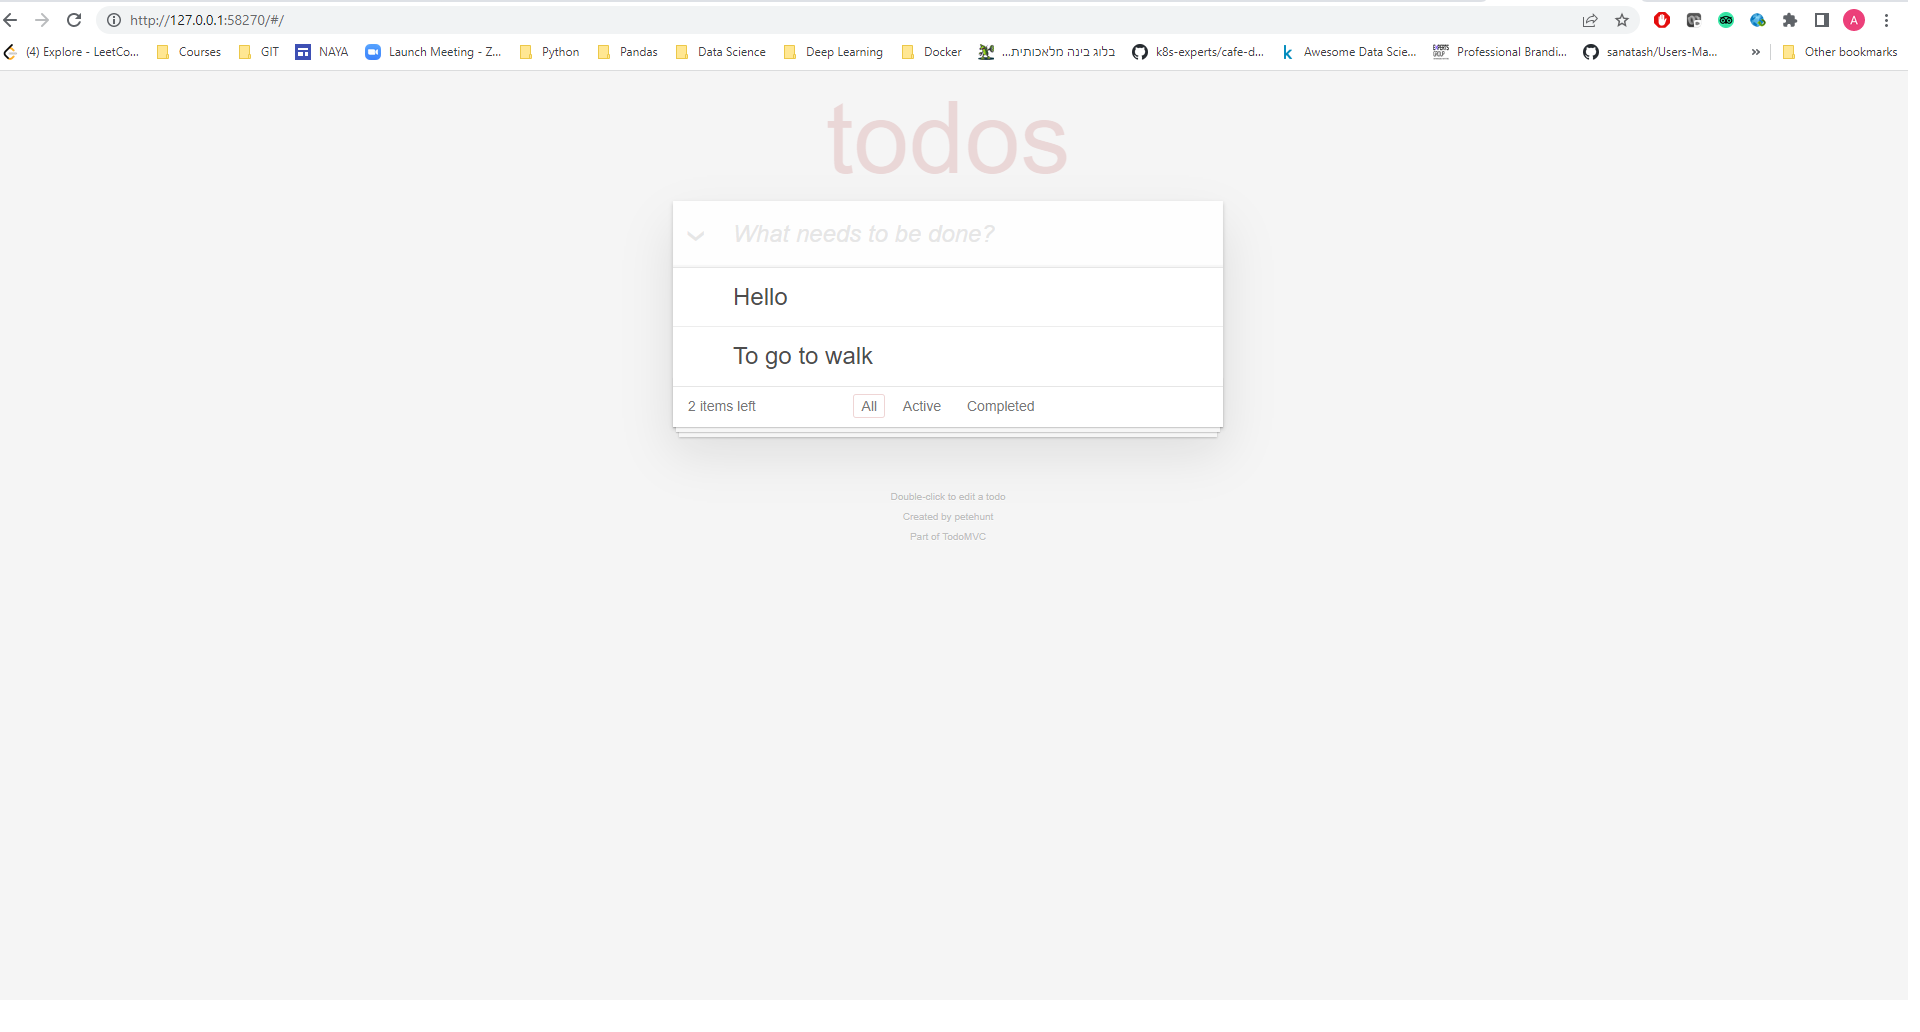 http://127.0.0.1:58270/#/
(4) Explore - LeetCo... Courses GIT NAYA Launch Meeting - Z... Python Pandas Data Science Deep Learning Docker בלוג בינה מלאכותית... k8s-experts/cafe-d... Awesome Data Scie... Professional Brandi... sanatash/Users-Ma... » Other bookmarks
todos
What needs to be done?
Hello
To go to walk
2 items left All Active Completed
Double-click to edit a todo
Created by petehunt
Part of TodoMVC